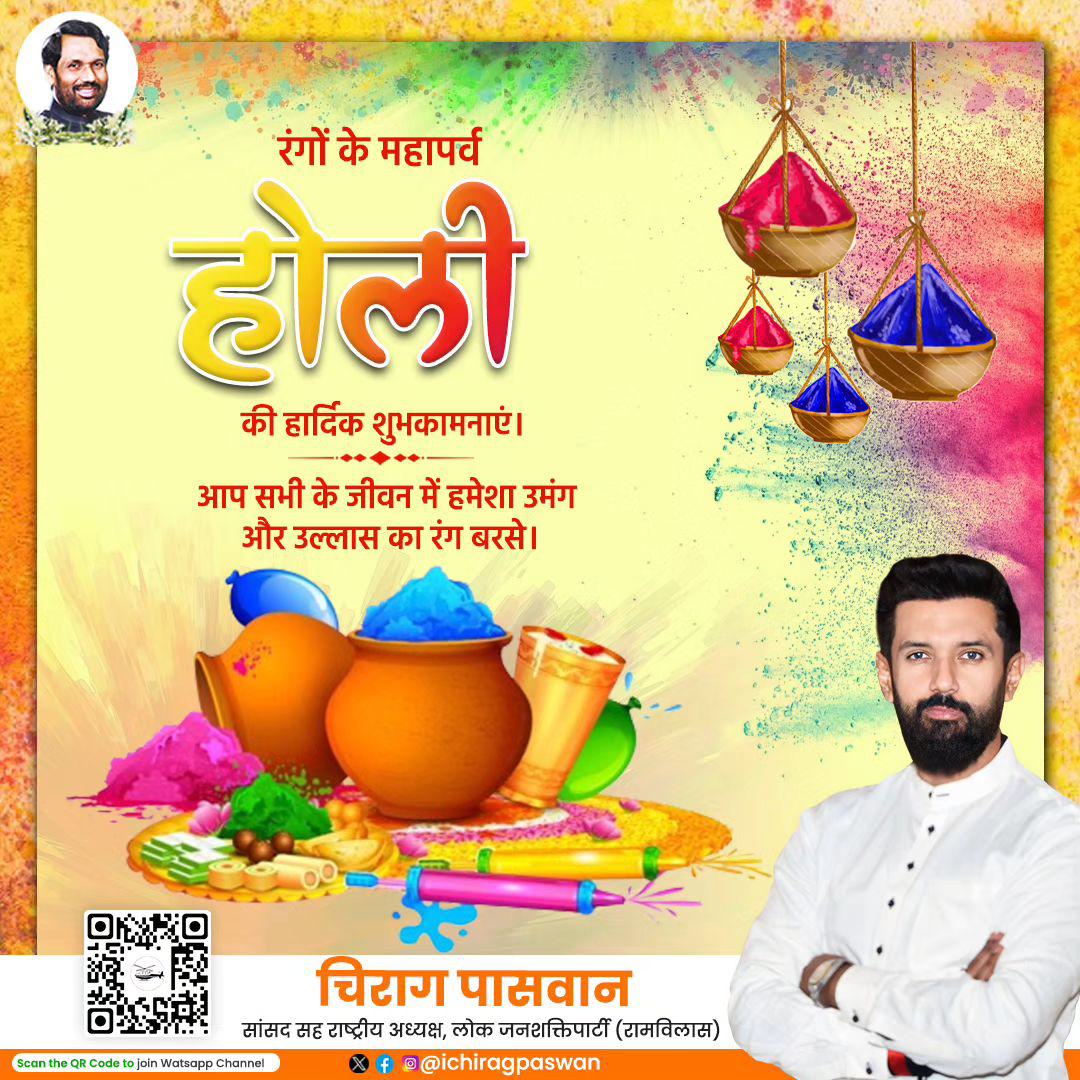 रंगों के महापर्व
होली
की हार्दिक शुभकामनाएं।
आप सभी के जीवन में हमेशा उमंग
और उल्लास का रंग बरसे।
चिराग पासवान
सांसद सह राष्ट्रीय अध्यक्ष, लोक जनशक्तिपार्टी (रामविलास)
Scan the QR Code to join Watsapp Channel
@ichiragpaswan